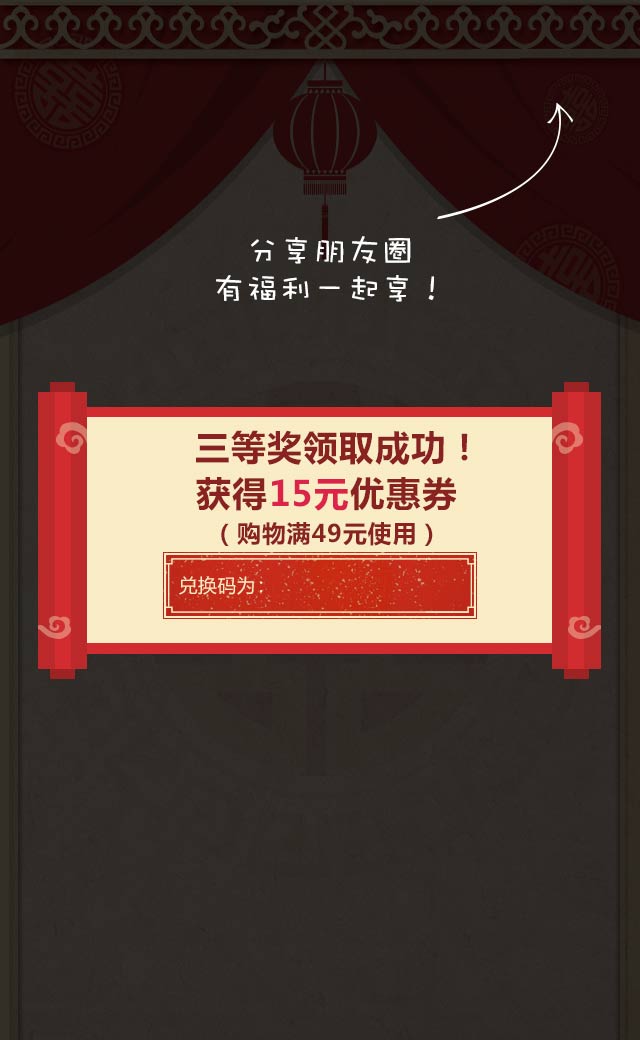 分享朋友圈
有福利一起享！
三等奖领取成功！
获得15元优惠券
（购物满49元使用）
兑换码为：